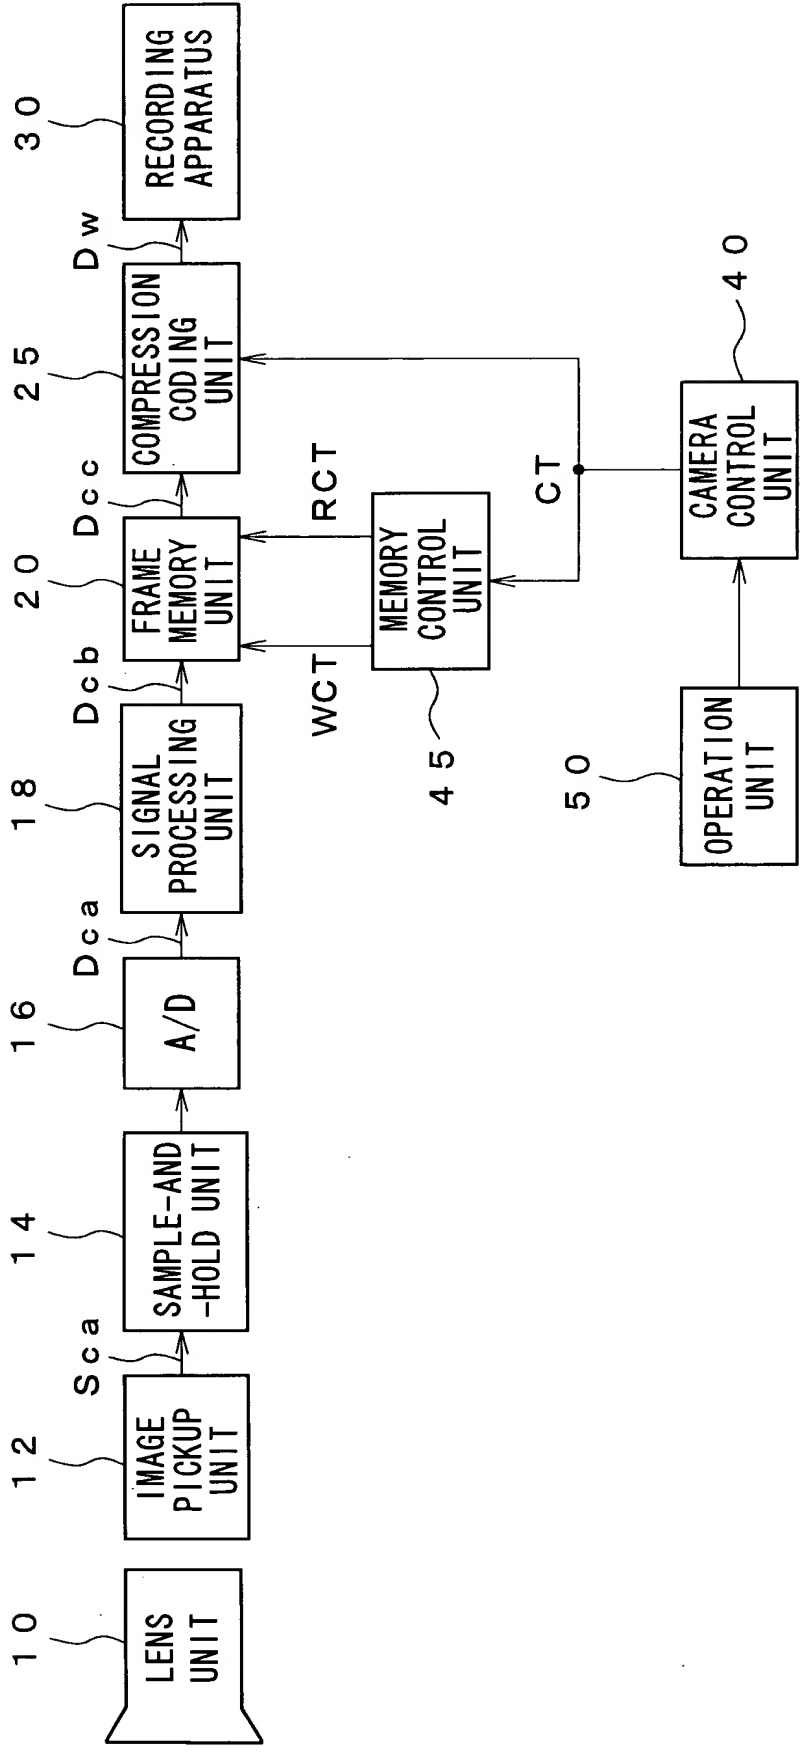 10
12
14
16
18
20
25
30
Sca
Dca
Dcb
Dcc
Dw
LENS
UNIT
IMAGE
PICKUP
UNIT
SAMPLE-AND
-HOLD UNIT
A/D
SIGNAL
PROCESSING
UNIT
FRAME
MEMORY
UNIT
COMPRESSION
CODING
UNIT
RECORDING
APPARATUS
WCT
RCT
MEMORY
CONTROL
UNIT
45
CT
50
OPERATION
UNIT
CAMERA
CONTROL
UNIT
40